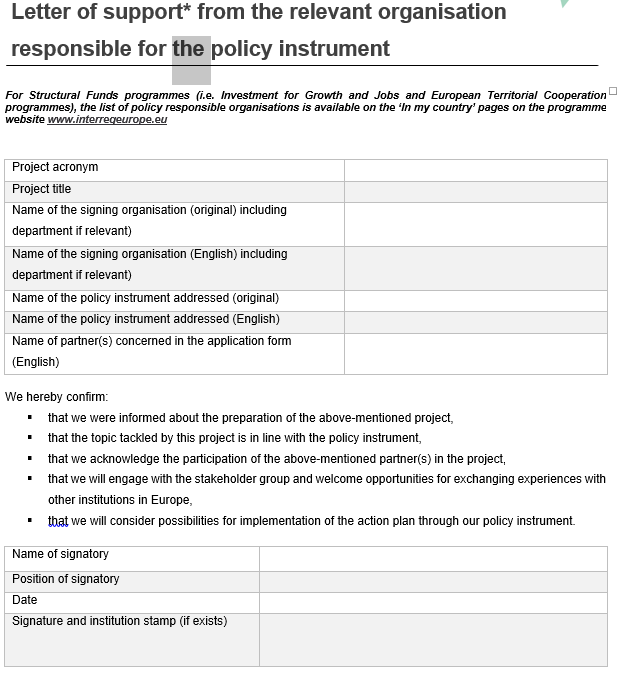 Letter of support* from the relevant organisation
responsible for the policy instrument
For Structural Funds programmes (i.e. Investment for Growth and Jobs and European Territorial Cooperation
programmes), the list of policy responsible organisations is available on the ‘In my country’ pages on the programme
website www.interregeurope.eu
Project acronym
Project title
Name of the signing organisation (original) including
department if relevant)
Name of the signing organisation (English) including
department if relevant)
Name of the policy instrument addressed (original)
Name of the policy instrument addressed (English)
Name of partner(s) concerned in the application form
(English)
We hereby confirm:
▪ that we were informed about the preparation of the above-mentioned project,
▪ that the topic tackled by this project is in line with the policy instrument,
▪ that we acknowledge the participation of the above-mentioned partner(s) in the project,
▪ that we will engage with the stakeholder group and welcome opportunities for exchanging experiences with
other institutions in Europe,
▪ that we will consider possibilities for implementation of the action plan through our policy instrument.
Name of signatory
Position of signatory
Date
Signature and institution stamp (if exists)